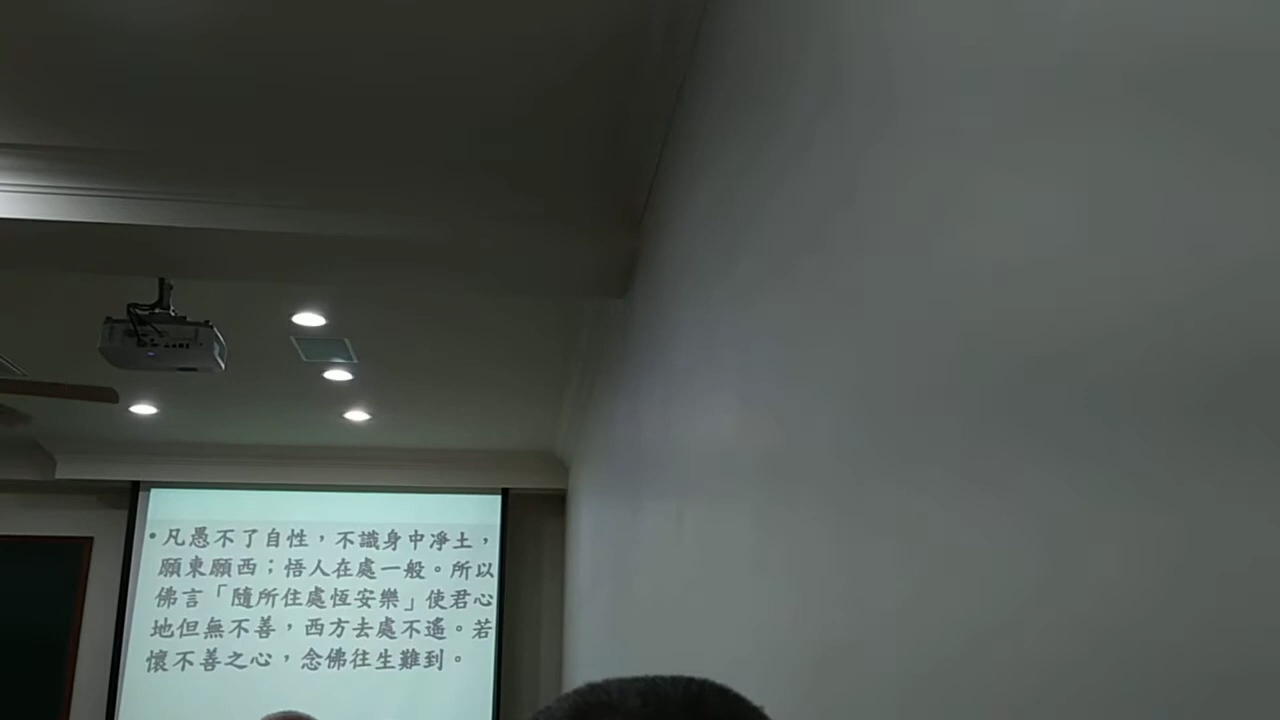 •凡愚不了自性，不識身中凈土，
願東願西；悟人在處一般。所以
佛言「隨所住處恆安樂」使君心
地但無不善，西方去處不遙。若
懷不善之心，念佛往生難到。